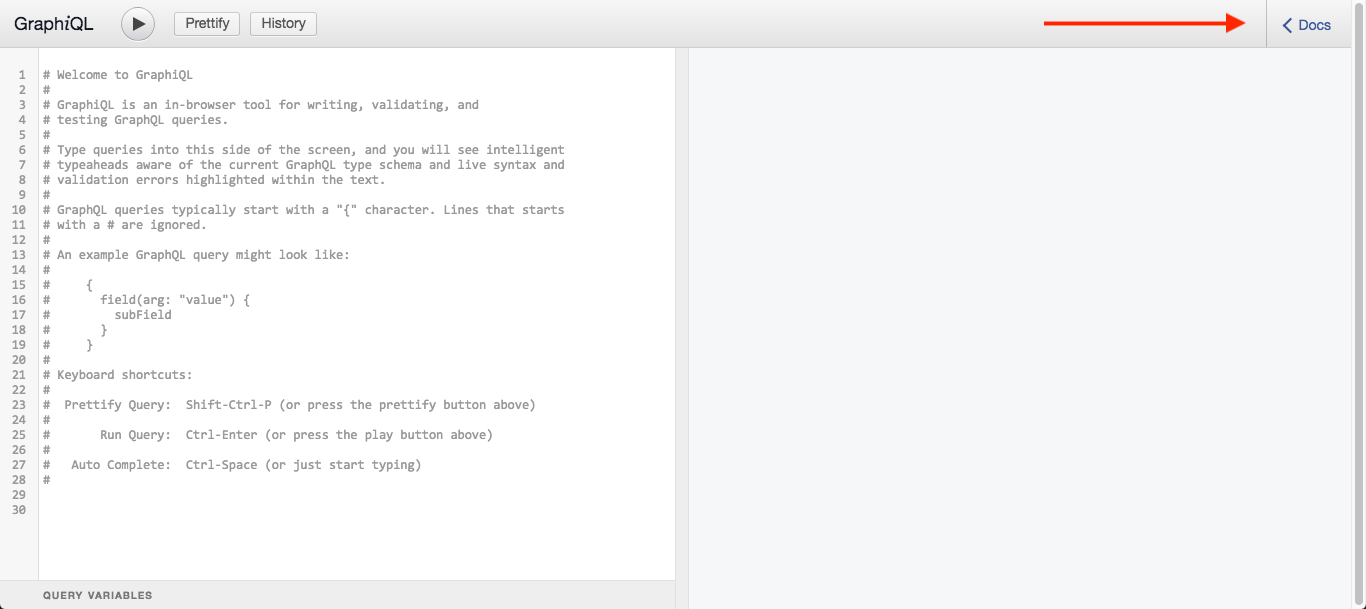 GraphiQL
Prettify
History
Docs
1 # Welcome to GraphiQL
2 #
3 # GraphiQL is an in-browser tool for writing, validating, and
4 # testing GraphQL queries.
5 #
6 # Type queries into this side of the screen, and you will see intelligent
7 # typeaheads aware of the current GraphQL type schema and live syntax and
8 # validation errors highlighted within the text.
9 #
10 # GraphQL queries typically start with a "{" character. Lines that starts
11 # with a # are ignored.
12 #
13 # An example GraphQL query might look like:
14 #
15 #     {
16 #       field(arg: "value") {
17 #         subField
18 #       }
19 #     }
20 #
21 # Keyboard shortcuts:
22 #
23 #  Prettify Query:  Shift-Ctrl-P (or press the prettify button above)
24 #
25 #       Run Query:  Ctrl-Enter (or press the play button above)
26 #
27 #   Auto Complete:  Ctrl-Space (or just start typing)
28 #
29
30
QUERY VARIABLES